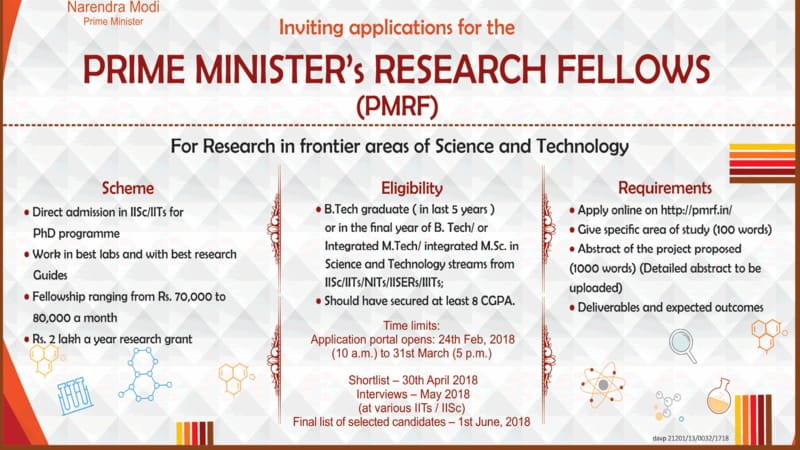 Narendra Modi
Prime Minister
Inviting applications for the
PRIME MINISTER's RESEARCH FELLOWS
(PMRF)
For Research in frontier areas of Science and Technology
Scheme
• Direct admission in IISc/IITs for
PhD programme
• Work in best labs and with best research
Guides
• Fellowship ranging from Rs. 70,000 to
80,000 a month
• Rs. 2 lakh a year research grant
Eligibility
• B.Tech graduate ( in last 5 years )
or in the final year of B. Tech/ or
Integrated M.Tech/ integrated M.Sc. in
Science and Technology streams from
IISc/IITs/NITs/IISERs/IIITs;
• Should have secured at least 8 CGPA.
Time limits:
Application portal opens: 24th Feb, 2018
(10 a.m.) to 31st March (5 p.m.)
Shortlist – 30th April 2018
Interviews – May 2018
(at various IITs / IISc)
Final list of selected candidates – 1st June, 2018
Requirements
• Apply online on http://pmrf.in/
• Give specific area of study (100 words)
• Abstract of the project proposed
(1000 words) (Detailed abstract to be
uploaded)
• Deliverables and expected outcomes
davp 21201/13/0032/1718